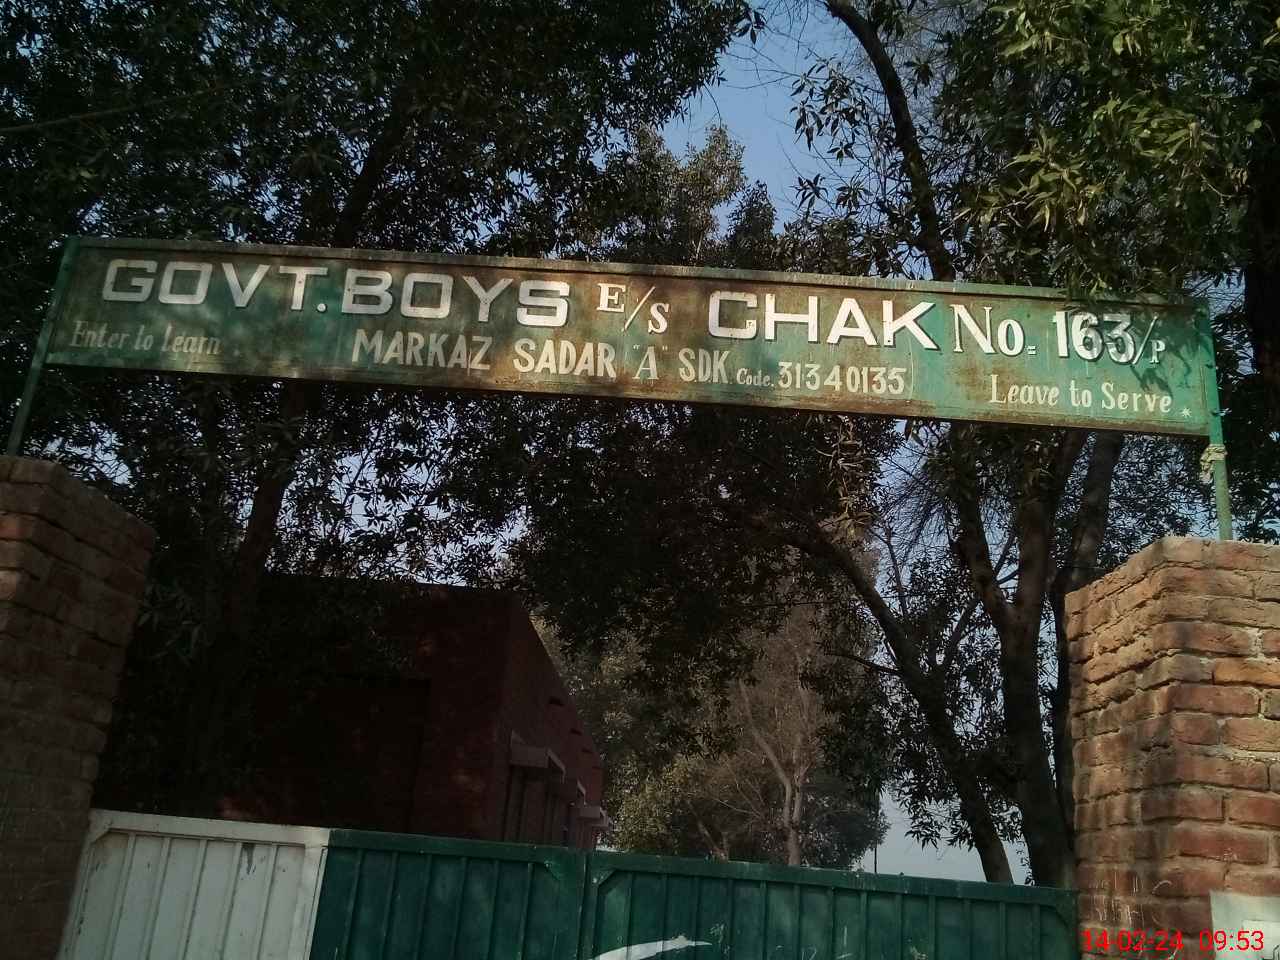 GOVT. BOYS E/S CHAK No. 163/P
Enter to Learn MARKAZ SADAR "A" SDK. Code. 31340135 Leave to Serve
14-02-24 09:53